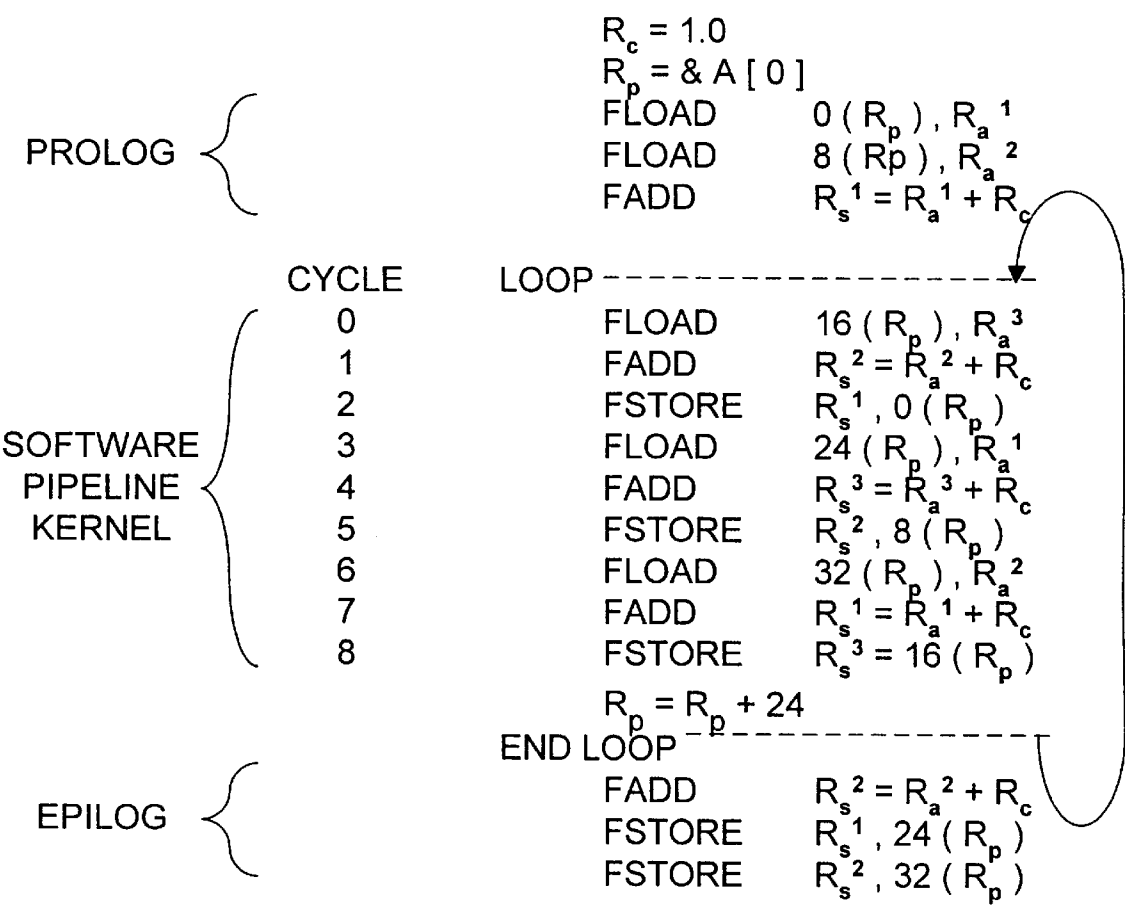 R_c = 1.0
R_p = & A [ 0 ]
PROLOG
FLOAD 0 ( R_p ) , R_a^1
FLOAD 8 ( Rp ) , R_a^2
FADD R_s^1 = R_a^1 + R_c
CYCLE LOOP
SOFTWARE PIPELINE KERNEL
0 FLOAD 16 ( R_p ) , R_a^3
1 FADD R_s^2 = R_a^2 + R_c
2 FSTORE R_s^1 , 0 ( R_p )
3 FLOAD 24 ( R_p ) , R_a^1
4 FADD R_s^3 = R_a^3 + R_c
5 FSTORE R_s^2 , 8 ( R_p )
6 FLOAD 32 ( R_p ) , R_a^2
7 FADD R_s^1 = R_a^1 + R_c
8 FSTORE R_s^3 = 16 ( R_p )
R_p = R_p + 24
END LOOP
EPILOG
FADD R_s^2 = R_a^2 + R_c
FSTORE R_s^1 , 24 ( R_p )
FSTORE R_s^2 , 32 ( R_p )